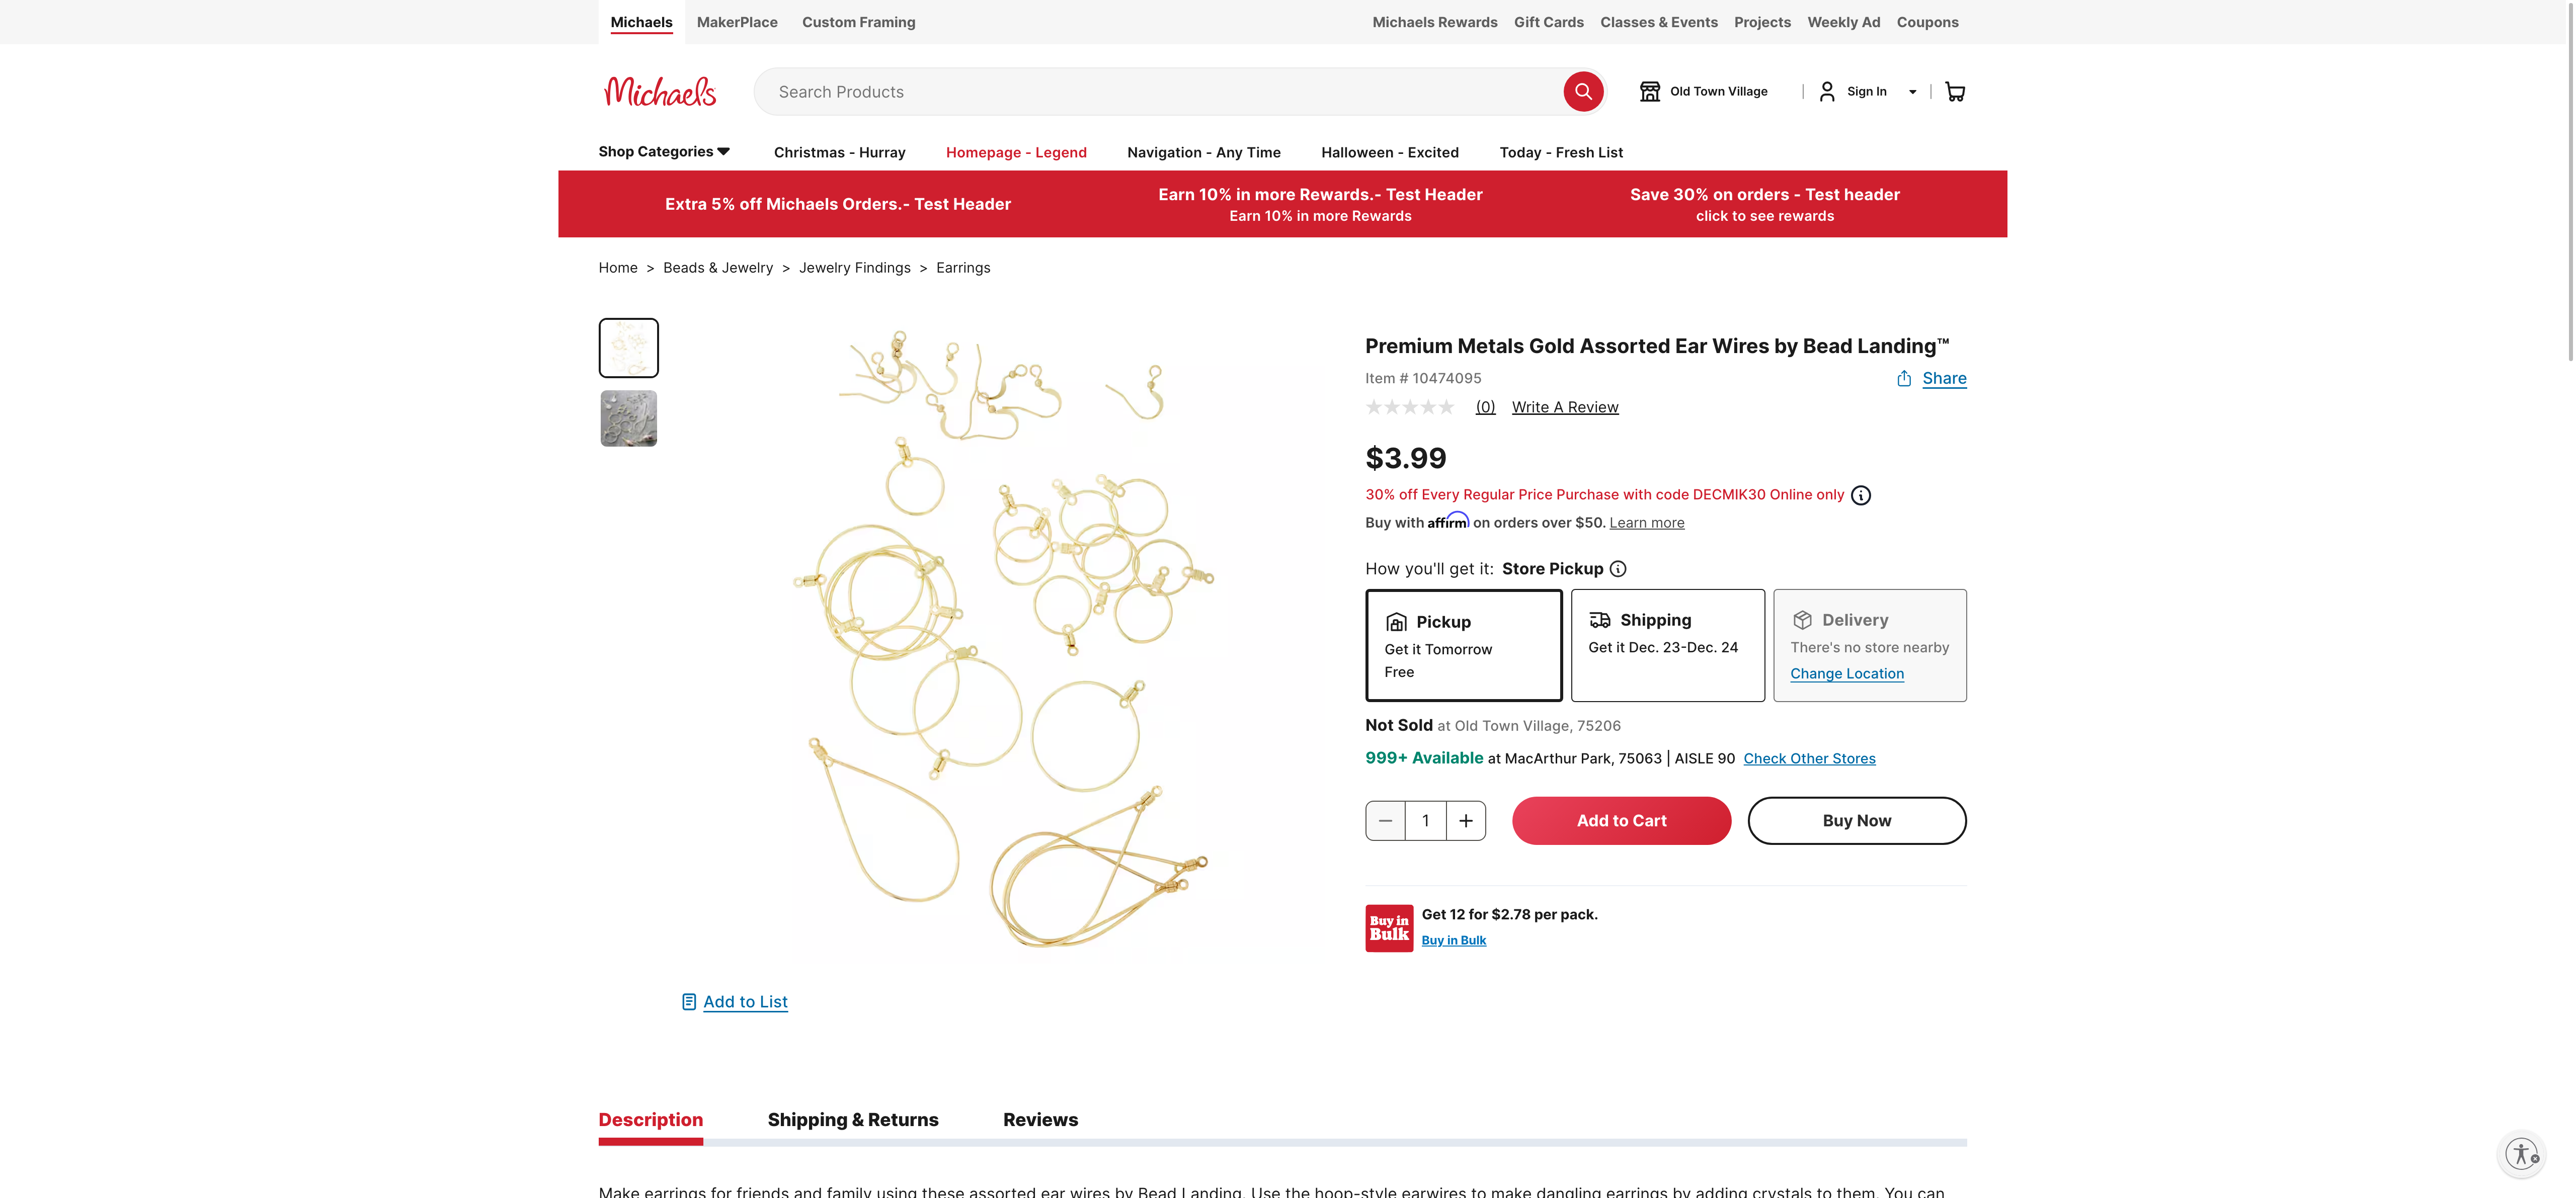 Michaels MakerPlace Custom Framing Michaels Rewards Gift Cards Classes & Events Projects Weekly Ad Coupons
Michaels Search Products Old Town Village | Sign In |
Shop Categories Christmas - Hurray Homepage - Legend Navigation - Any Time Halloween - Excited Today - Fresh List
Extra 5% off Michaels Orders.- Test Header
Earn 10% in more Rewards.- Test Header
Earn 10% in more Rewards
Save 30% on orders - Test header
click to see rewards
Home > Beads & Jewelry > Jewelry Findings > Earrings
Premium Metals Gold Assorted Ear Wires by Bead Landing™
Item # 10474095 Share
(0) Write A Review
$3.99
30% off Every Regular Price Purchase with code DECMIK30 Online only
Buy with affirm on orders over $50. Learn more
How you'll get it: Store Pickup
Pickup
Get it Tomorrow
Free
Shipping
Get it Dec. 23-Dec. 24
Delivery
There's no store nearby
Change Location
Not Sold at Old Town Village, 75206
999+ Available at MacArthur Park, 75063 | AISLE 90 Check Other Stores
1 Add to Cart Buy Now
Buy in
Bulk
Get 12 for $2.78 per pack.
Buy in Bulk
Add to List
Description Shipping & Returns Reviews
Make earrings for friends and family using these assorted ear wires by Bead Landing. Use the hoop-style earwires to make dangling earrings by adding crystals to them. You can